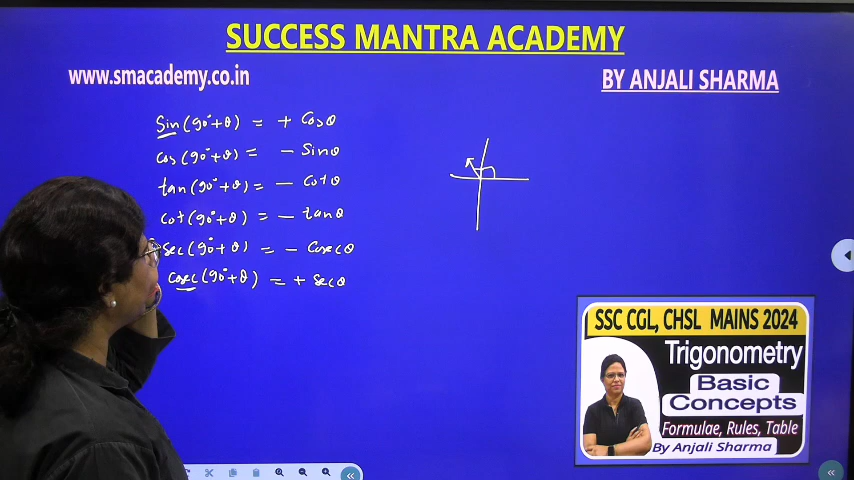 SUCCESS MANTRA ACADEMY
www.smacademy.co.in
BY ANJALI SHARMA
Sin(90°+θ) = + Cosθ
cos(90°+θ) = - Sinθ
tan(90°+θ) = - cotθ
cot(90°+θ) = - tanθ
sec(90°+θ) = - Cosecθ
cosec(90°+θ) = + Secθ
SSC CGL, CHSL MAINS 2024
Trigonometry
Basic
Concepts
Formulae, Rules, Table
By Anjali Sharma